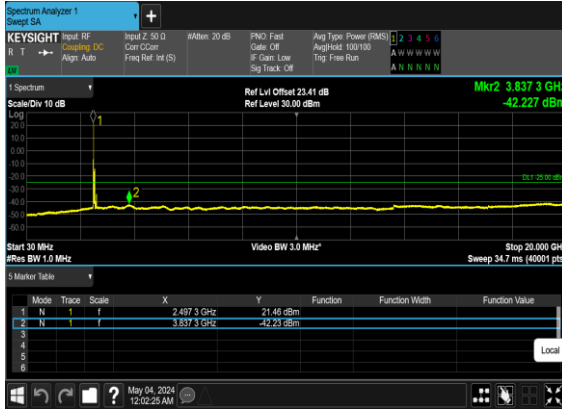 Spectrum Analyzer 1
Swept SA
+
KEYSIGHT
R T
Input: RF
Coupling: DC
Align: Auto
Input Z: 50 Ω
Corr CCorr
Freq Ref: Int (S)
#Atten: 20 dB
PNO: Fast
Gate: Off
IF Gain: Low
Sig Track: Off
Avg Type: Power (RMS)
Avg|Hold: 100/100
Trig: Free Run
1 2 3 4 5 6
A W W W W W
A N N N N N
1 Spectrum
Scale/Div 10 dB
Ref Lvl Offset 23.41 dB
Ref Level 30.00 dBm
Mkr2 3.837 3 GHz
-42.227 dBm
Log
20.0
10.0
0.00
-10.0
-20.0
-30.0
-40.0
-50.0
-60.0
1
2
DL1 -25.00 dBm
Start 30 MHz
#Res BW 1.0 MHz
Video BW 3.0 MHz*
Stop 20.000 GHz
Sweep 34.7 ms (40001 pts)
5 Marker Table
Mode Trace Scale X Y Function Function Width Function Value
1 N 1 f 2.497 3 GHz 21.46 dBm
2 N 1 f 3.837 3 GHz -42.23 dBm
3
4
5
6
Local
?
May 04, 2024
12:02:25 AM